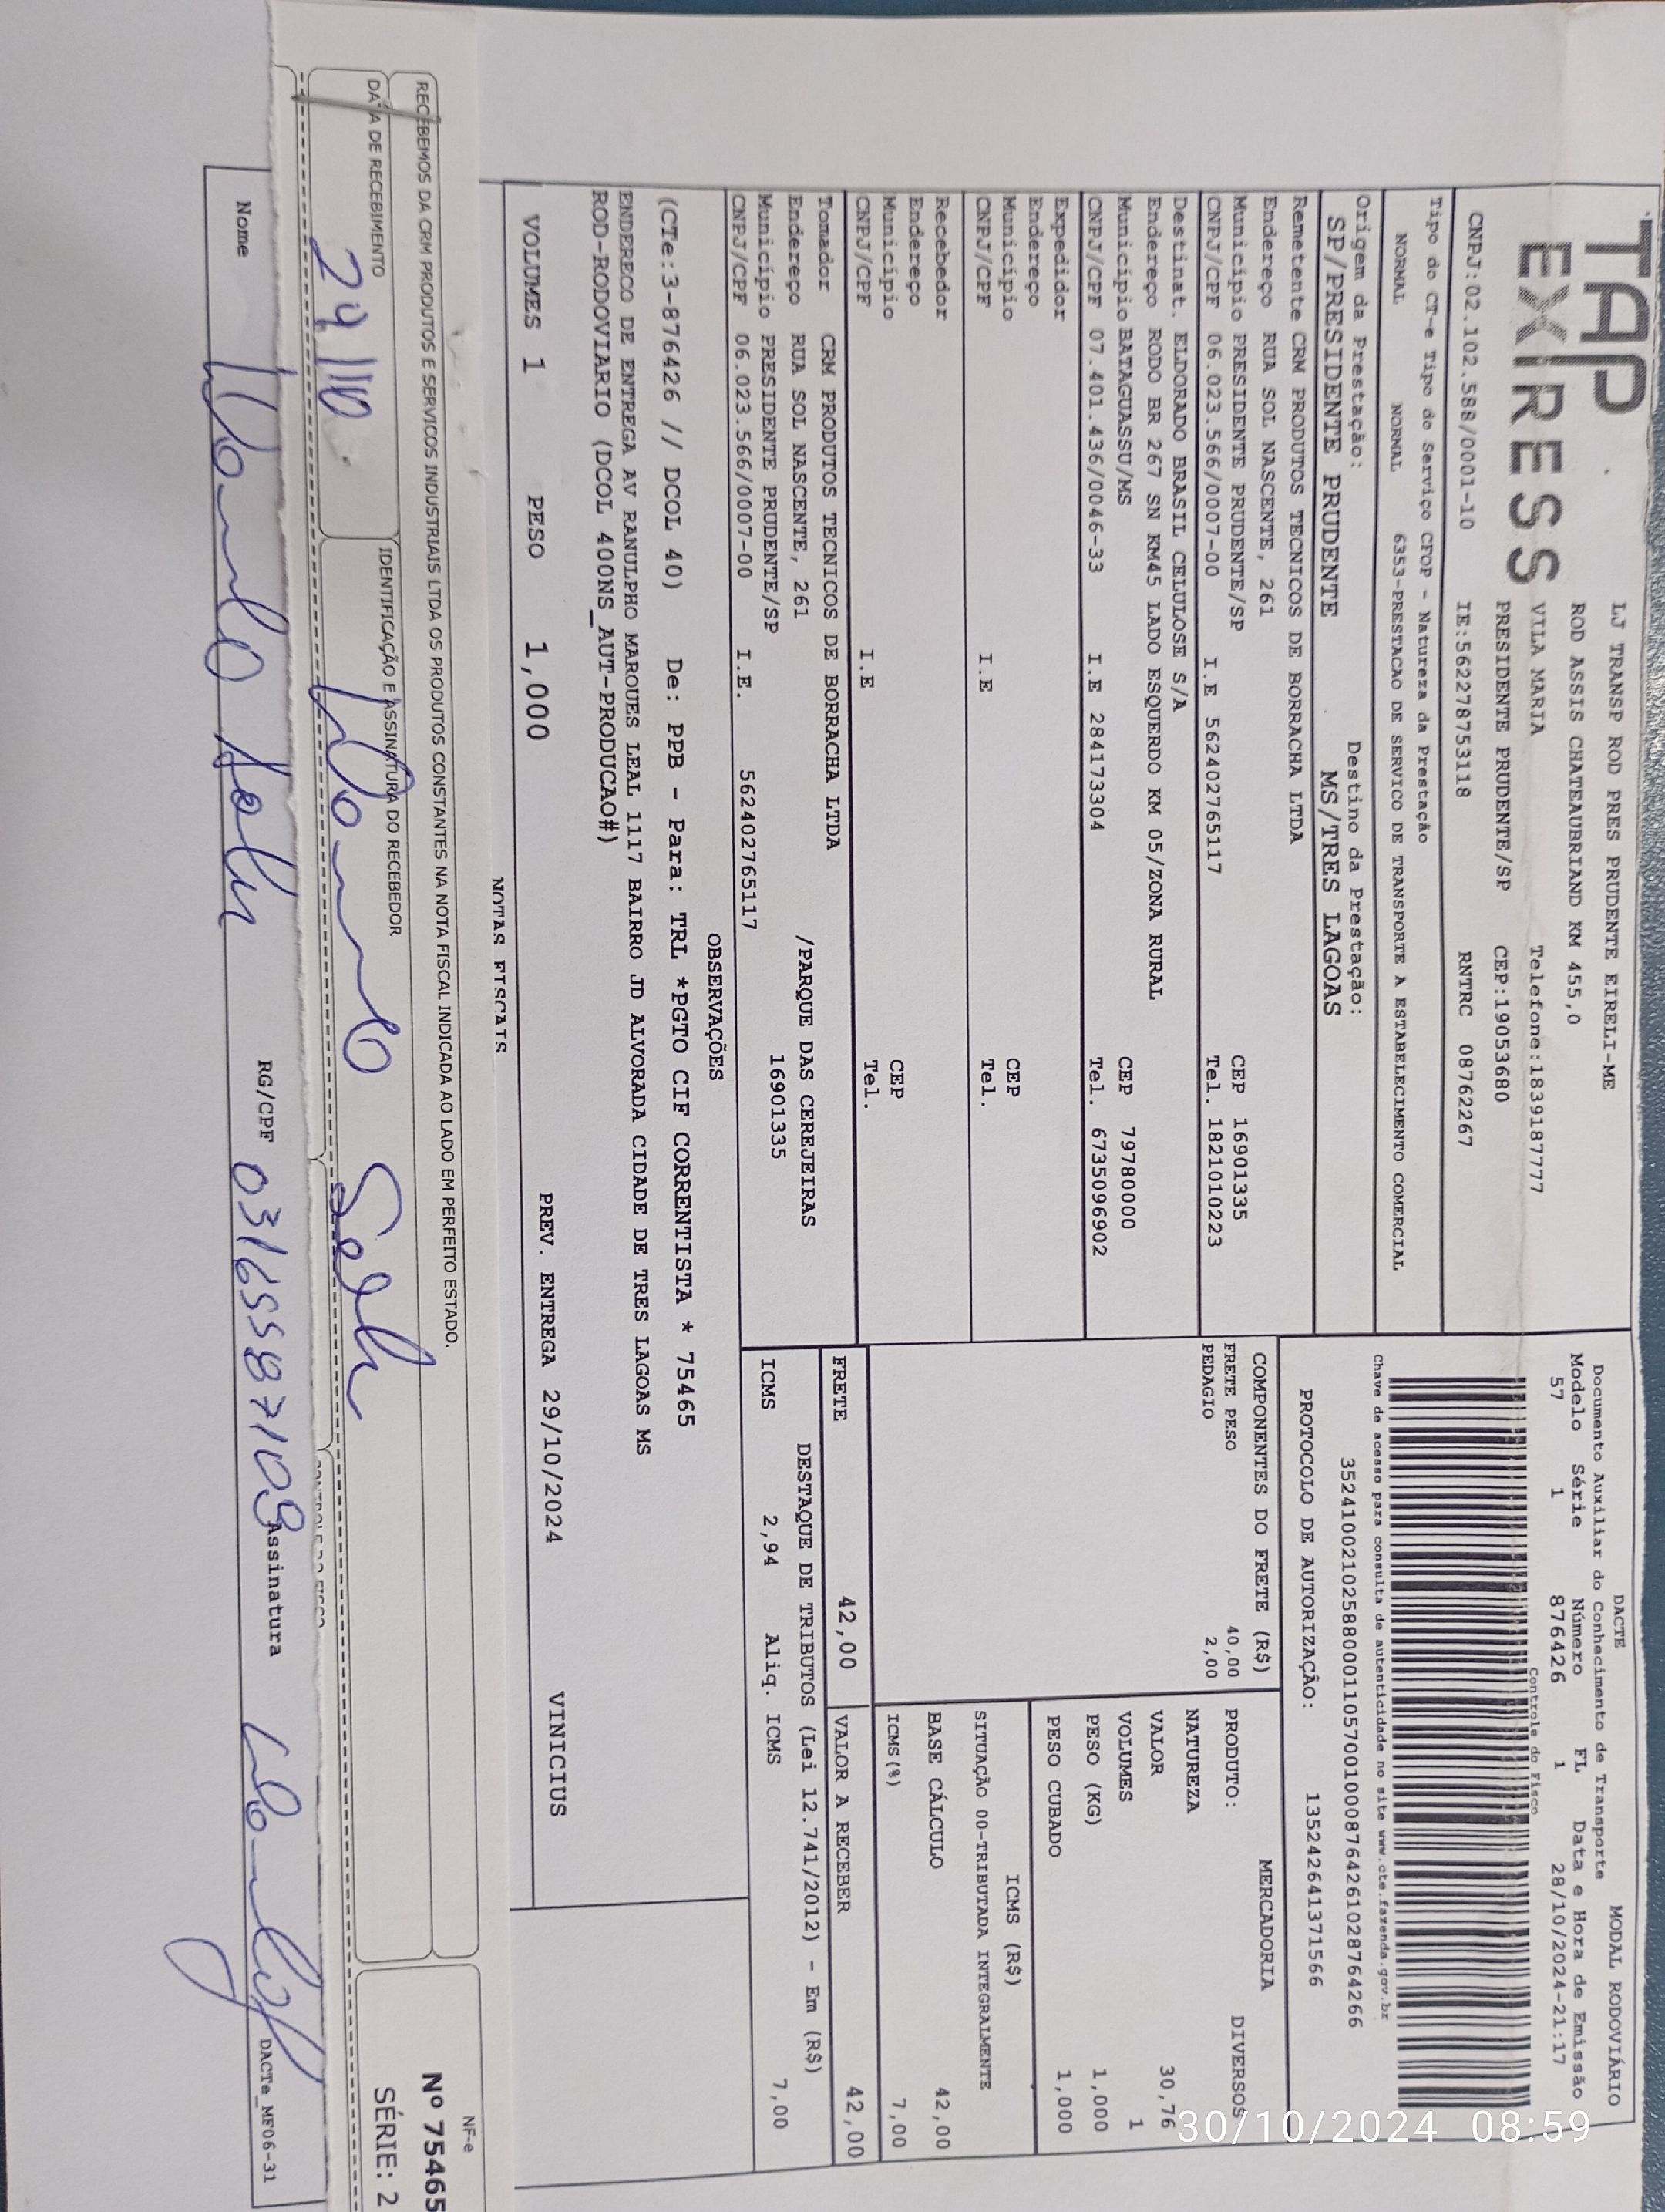 TAP
EXPRESS
LJ TRANSP ROD PRES PRUDENTE EIRELI-ME
ROD ASSIS CHATEAUBRIAND KM 455,0
VILA MARIA Telefone:1839187777
PRESIDENTE PRUDENTE/SP CEP:19053680
CNPJ:02.102.588/0001-10 IE:562278753118 RNTRC 08762267
Tipo do CT-e Tipo do Serviço CFOP - Natureza da Prestação
NORMAL NORMAL 6353-PRESTACAO DE SERVICO DE TRANSPORTE A ESTABELECIMENTO COMERCIAL
Origem da Prestação: Destino da Prestação:
SP/PRESIDENTE PRUDENTE MS/TRES LAGOAS
DACTE MODAL RODOVIÁRIO
Documento Auxiliar do Conhecimento de Transporte
Modelo Série Número FL Data e Hora de Emissão
57 1 876426 1 28/10/2024-21:17
Controle do Fisco
Chave de acesso para consulta de autenticidade no site www.cte.fazenda.gov.br
35241002102588000110570010008764261028764266
PROTOCOLO DE AUTORIZAÇÃO: 135242641371566
Remetente CRM PRODUTOS TECNICOS DE BORRACHA LTDA
Endereço RUA SOL NASCENTE, 261
Município PRESIDENTE PRUDENTE/SP CEP 16901335
CNPJ/CPF 06.023.566/0007-00 I.E 562402765117 Tel. 1821010223
Destinat. ELDORADO BRASIL CELULOSE S/A
Endereço RODO BR 267 SN KM45 LADO ESQUERDO KM 05/ZONA RURAL
Município BATAGUASSU/MS CEP 79780000
CNPJ/CPF 07.401.436/0046-33 I.E 284173304 Tel. 6735096902
Expedidor
Endereço
Município CEP
CNPJ/CPF I.E Tel.
Recebedor
Endereço
Município CEP
CNPJ/CPF I.E Tel.
Tomador CRM PRODUTOS TECNICOS DE BORRACHA LTDA
Endereço RUA SOL NASCENTE, 261 /PARQUE DAS CEREJEIRAS
Município PRESIDENTE PRUDENTE/SP 16901335
CNPJ/CPF 06.023.566/0007-00 I.E. 562402765117
COMPONENTES DO FRETE (R$)
FRETE PESO 40,00
PEDAGIO 2,00
MERCADORIA
PRODUTO: DIVERSOS
NATUREZA
VALOR 30,76
VOLUMES 1
PESO (KG) 1,000
PESO CUBADO 1,000
ICMS (R$)
SITUAÇÃO 00-TRIBUTADA INTEGRALMENTE
BASE CÁLCULO 42,00
ICMS(%) 7,00
FRETE 42,00 VALOR A RECEBER 42,00
DESTAQUE DE TRIBUTOS (Lei 12.741/2012) - Em (R$)
ICMS 2,94 Aliq. ICMS 7,00
OBSERVAÇÕES
(CTe:3-876426 // DCOL 40) De: PPB - Para: TRL *PGTO CIF CORRENTISTA * 75465
ENDERECO DE ENTREGA AV RANULPHO MARQUES LEAL 1117 BAIRRO JD ALVORADA CIDADE DE TRES LAGOAS MS
ROD-RODOVIARIO (DCOL 400NS_AUT-PRODUCAO#)
VOLUMES 1 PESO 1,000 PREV. ENTREGA 29/10/2024 VINICIUS
NOTAS FISCAIS
RECEBEMOS DA CRM PRODUTOS E SERVICOS INDUSTRIAIS LTDA OS PRODUTOS CONSTANTES NA NOTA FISCAL INDICADA AO LADO EM PERFEITO ESTADO.
DATA DE RECEBIMENTO IDENTIFICAÇÃO E ASSINATURA DO RECEBEDOR
NF-e
Nº 75465
SÉRIE: 2
CONTROLE DO FISCO
Nome RG/CPF 03165587109 Assinatura
DACTe_MF06-31
30/10/2024 08:59